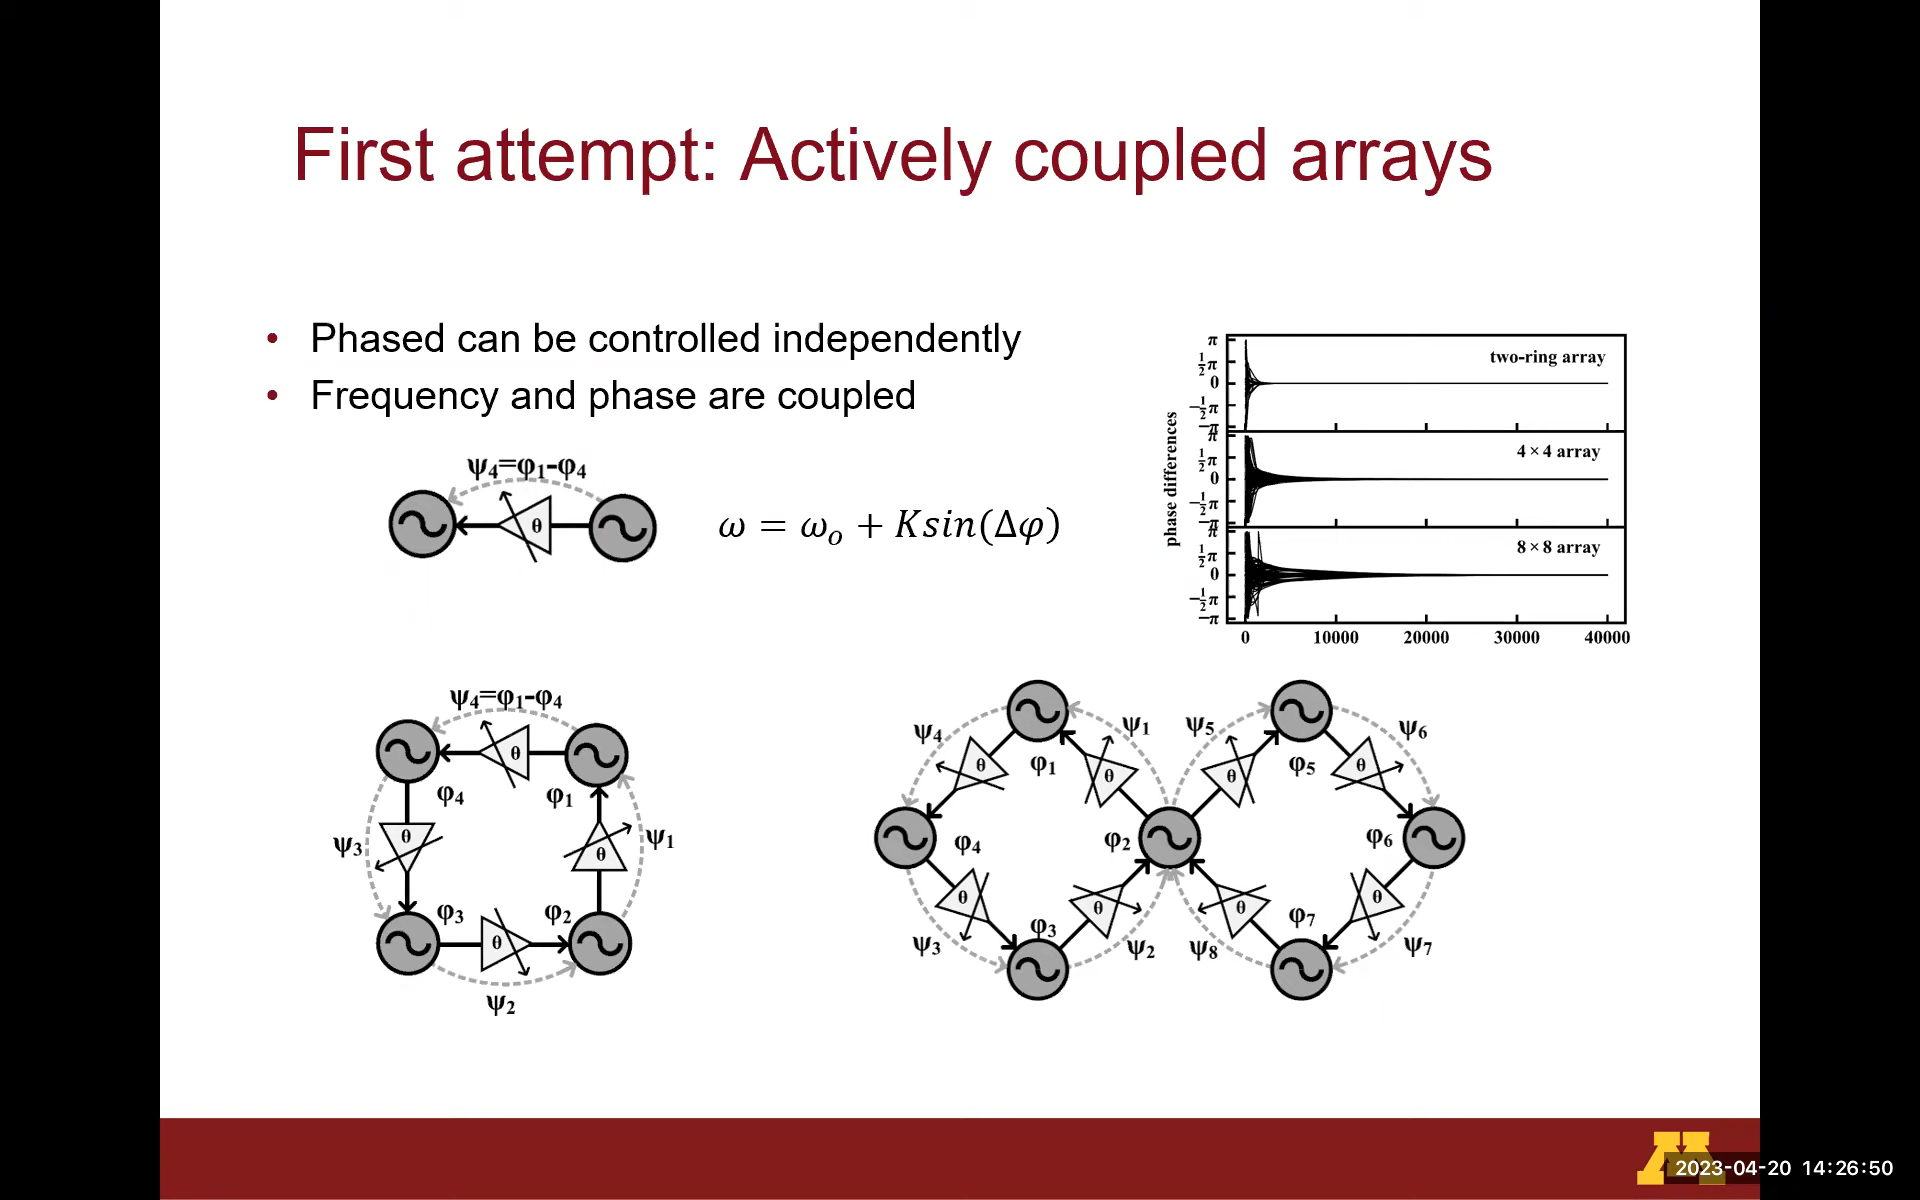 First attempt: Actively coupled arrays
• Phased can be controlled independently
• Frequency and phase are coupled
ψ4=φ1-φ4
θ
ω = ωo + Ksin(Δφ)
phase differences
π
½π
0
−½π
−π
two-ring array
π
½π
0
−½π
−π
4×4 array
π
½π
0
−½π
−π
8×8 array
0 10000 20000 30000 40000
ψ4=φ1-φ4
θ
φ4 φ1
ψ3 θ θ ψ1
φ3 φ2
θ
ψ2
ψ4 ψ1 ψ5 ψ6
θ φ1 θ θ φ5 θ
φ4 φ2 φ6
θ φ3 θ θ φ7 θ
ψ3 ψ2 ψ8 ψ7
2023-04-20 14:26:50